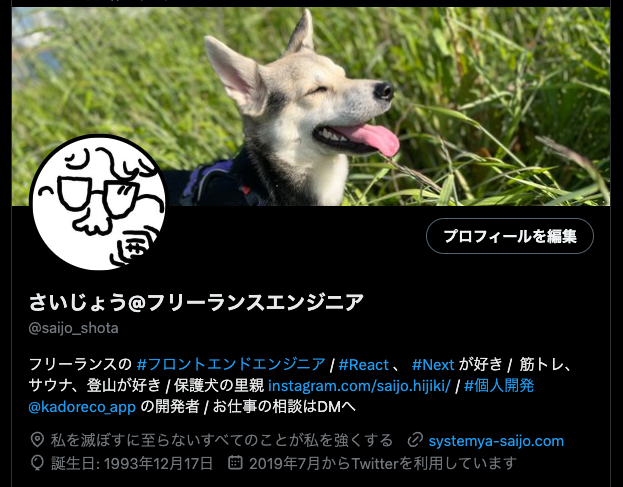 プロフィールを編集
さいじょう@フリーランスエンジニア
@saijo_shota
フリーランスの #フロントエンドエンジニア / #React 、 #Next が好き / 筋トレ、
サウナ、登山が好き / 保護犬の里親 instagram.com/saijo.hijiki/ / #個人開発
@kadoreco_app の開発者 / お仕事の相談はDMへ
私を滅ぼすに至らないすべてのことが私を強くする systemya-saijo.com
誕生日: 1993年12月17日 2019年7月からTwitterを利用しています